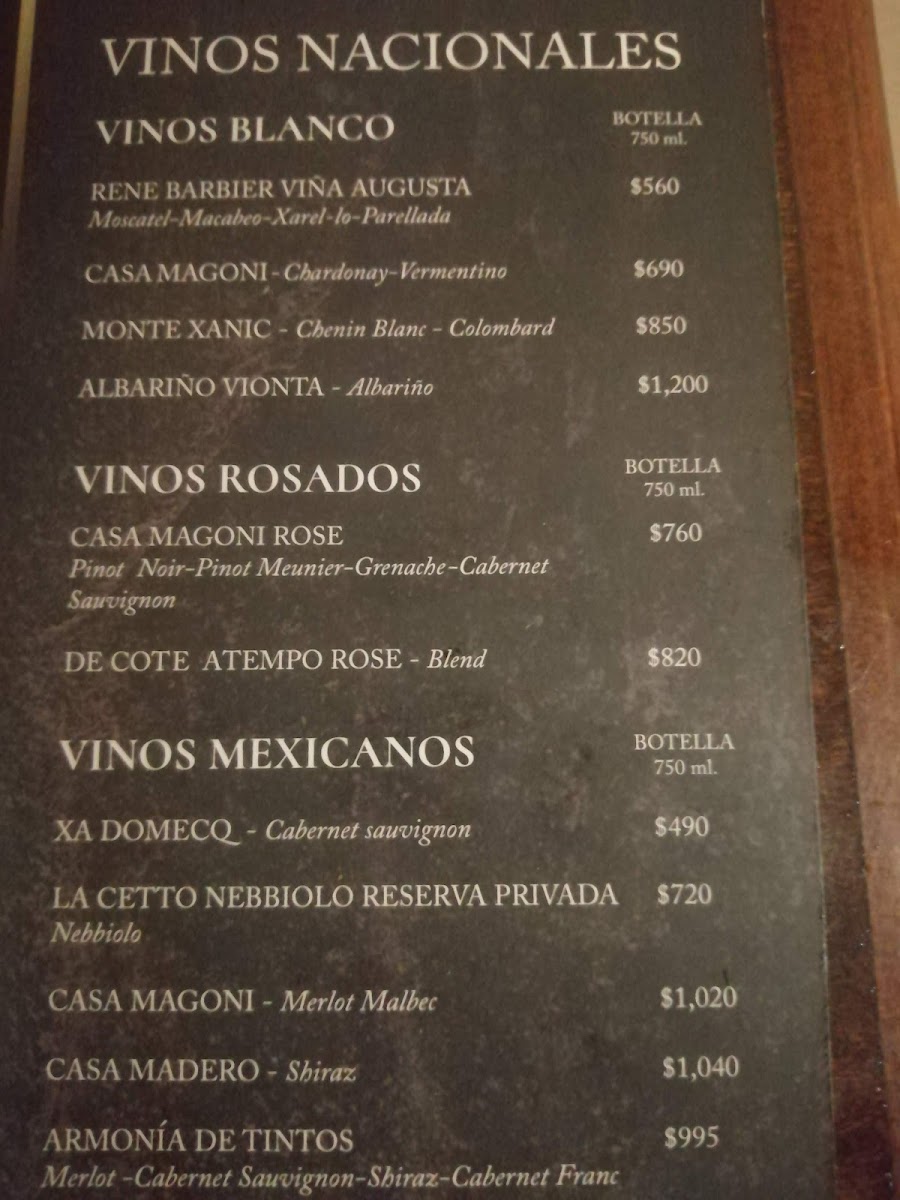 VINOS NACIONALES
VINOS BLANCO BOTELLA
750 ml.
RENE BARBIER VIÑA AUGUSTA $560
Moscatel-Macabeo-Xarel-lo-Parellada
CASA MAGONI - Chardonay-Vermentino $690
MONTE XANIC - Chenin Blanc - Colombard $850
ALBARIÑO VIONTA - Albariño $1,200
VINOS ROSADOS BOTELLA
750 ml.
CASA MAGONI ROSE $760
Pinot Noir-Pinot Meunier-Grenache-Cabernet
Sauvignon
DE COTE ATEMPO ROSE - Blend $820
VINOS MEXICANOS BOTELLA
750 ml.
XA DOMECQ - Cabernet sauvignon $490
LA CETTO NEBBIOLO RESERVA PRIVADA $720
Nebbiolo
CASA MAGONI - Merlot Malbec $1,020
CASA MADERO - Shiraz $1,040
ARMONÍA DE TINTOS $995
Merlot -Cabernet Sauvignon-Shiraz-Cabernet Franc